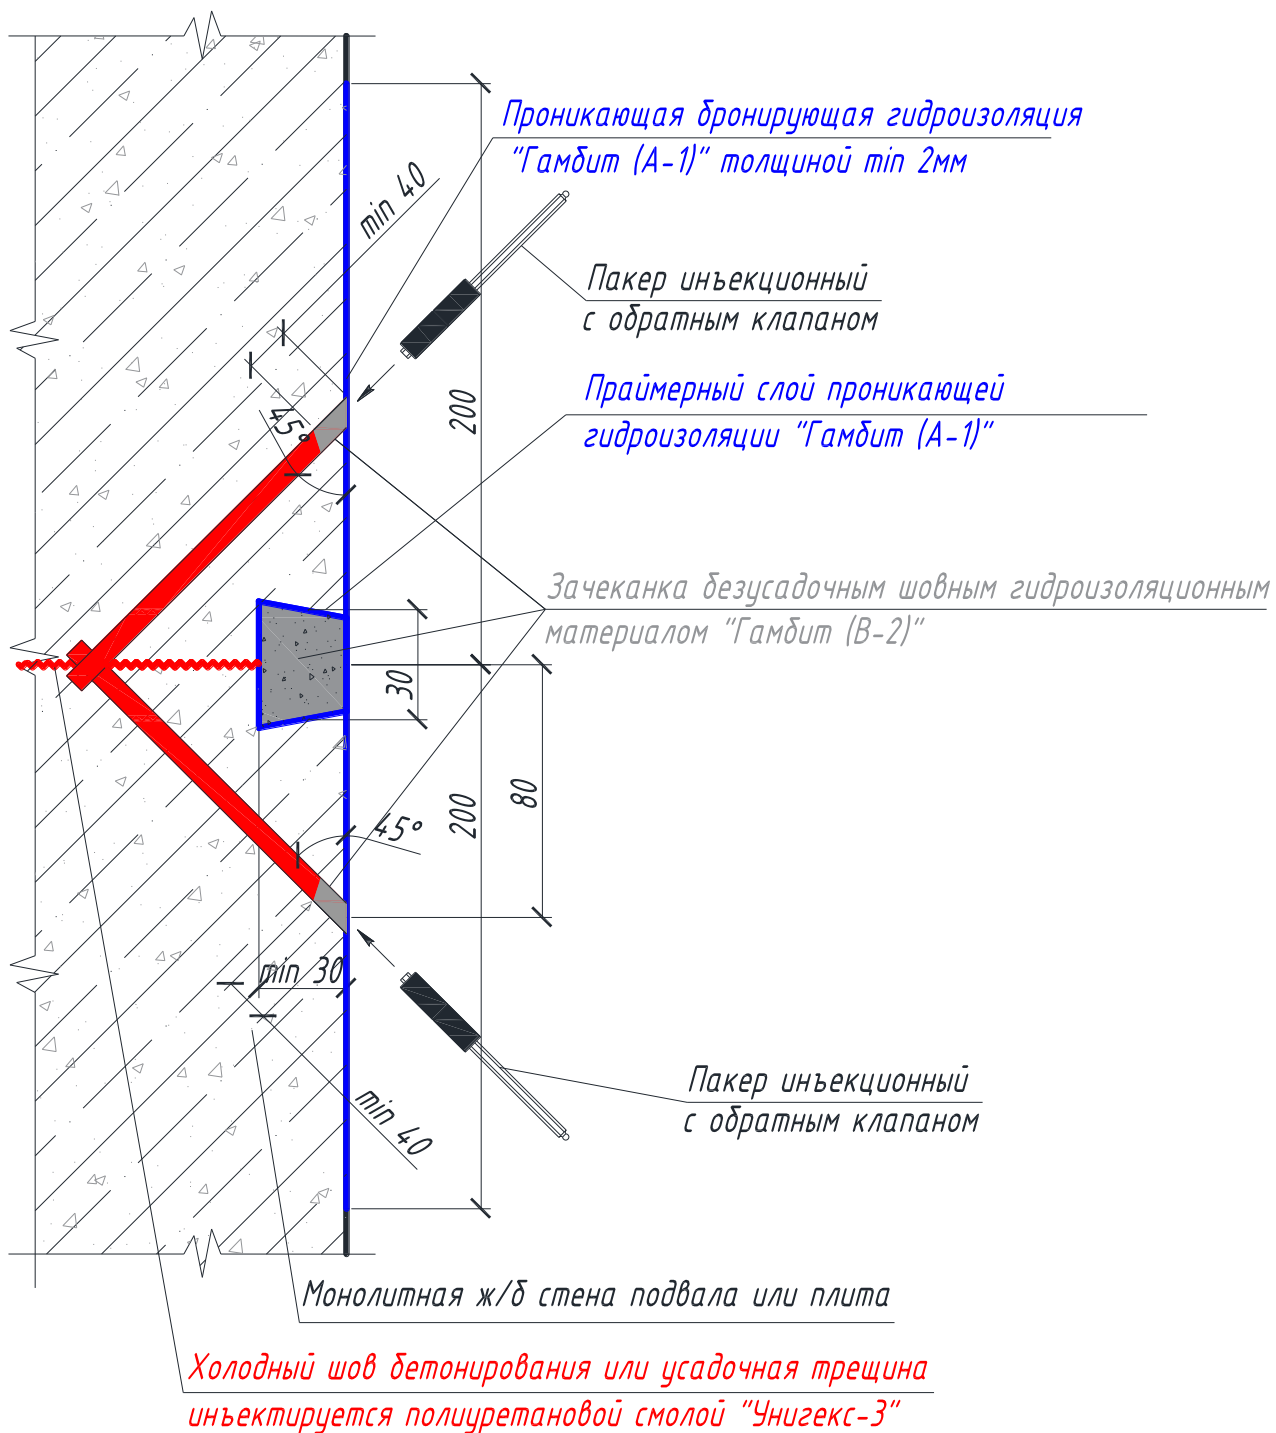 Проникающая бронирующая гидроизоляция
"Гамбит (А-1)" толщиной min 2мм
min 40
Пакер инъекционный
с обратным клапаном
200
Праймерный слой проникающей
гидроизоляции "Гамбит (А-1)"
45°
Зачеканка безусадочным шовным гидроизоляционным
материалом "Гамбит (В-2)"
30
200
80
45°
min 30
Пакер инъекционный
с обратным клапаном
min 40
Монолитная ж/б стена подвала или плита
Холодный шов бетонирования или усадочная трещина
инъектируется полиуретановой смолой "Унигекс-3"